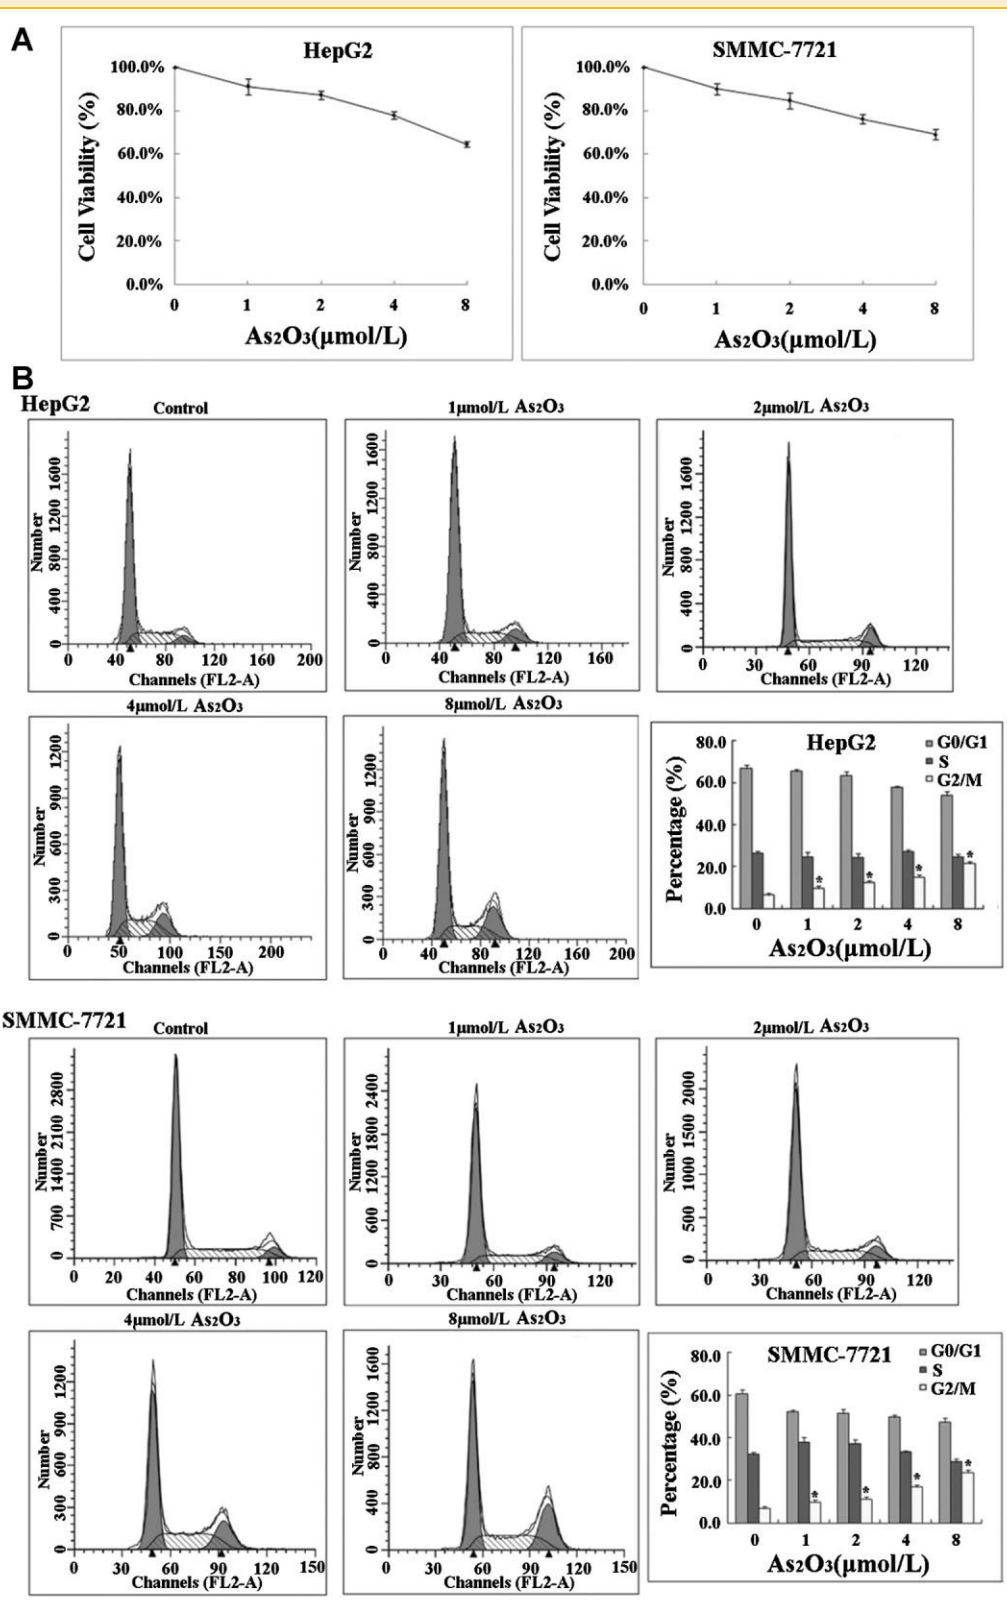 A
HepG2
Cell Viability (%)
100.0%
80.0%
60.0%
40.0%
20.0%
0.0%
0 1 2 4 8
As₂O₃(μmol/L)
SMMC-7721
Cell Viability (%)
100.0%
80.0%
60.0%
40.0%
20.0%
0.0%
0 1 2 4 8
As₂O₃(μmol/L)
B
HepG2
Control
Number
0 400 800 1200 1600
0 40 80 120 160 200
Channels (FL2-A)
1μmol/L As₂O₃
Number
0 400 800 1200 1600
0 40 80 120 160
Channels (FL2-A)
2μmol/L As₂O₃
Number
0 400 800 1200 1600
0 30 60 90 120
Channels (FL2-A)
4μmol/L As₂O₃
Number
0 300 600 900 1200
0 50 100 150 200
Channels (FL2-A)
8μmol/L As₂O₃
Number
0 300 600 900 1200
0 40 80 120 160 200
Channels (FL2-A)
HepG2
G0/G1
S
G2/M
Percentage (%)
80.0
60.0
40.0
20.0
0.0
* * * *
0 1 2 4 8
As₂O₃(μmol/L)
SMMC-7721
Control
Number
0 700 1400 2100 2800
0 20 40 60 80 100 120
Channels (FL2-A)
1μmol/L As₂O₃
Number
0 600 1200 1800 2400
0 30 60 90 120
Channels (FL2-A)
2μmol/L As₂O₃
Number
0 500 1000 1500 2000
0 30 60 90 120
Channels (FL2-A)
4μmol/L As₂O₃
Number
0 300 600 900 1200
0 30 60 90 120 150
Channels (FL2-A)
8μmol/L As₂O₃
Number
0 400 800 1200 1600
0 30 60 90 120 150
Channels (FL2-A)
SMMC-7721
G0/G1
S
G2/M
Percentage (%)
80.0
60.0
40.0
20.0
0.0
* * * *
0 1 2 4 8
As₂O₃(μmol/L)